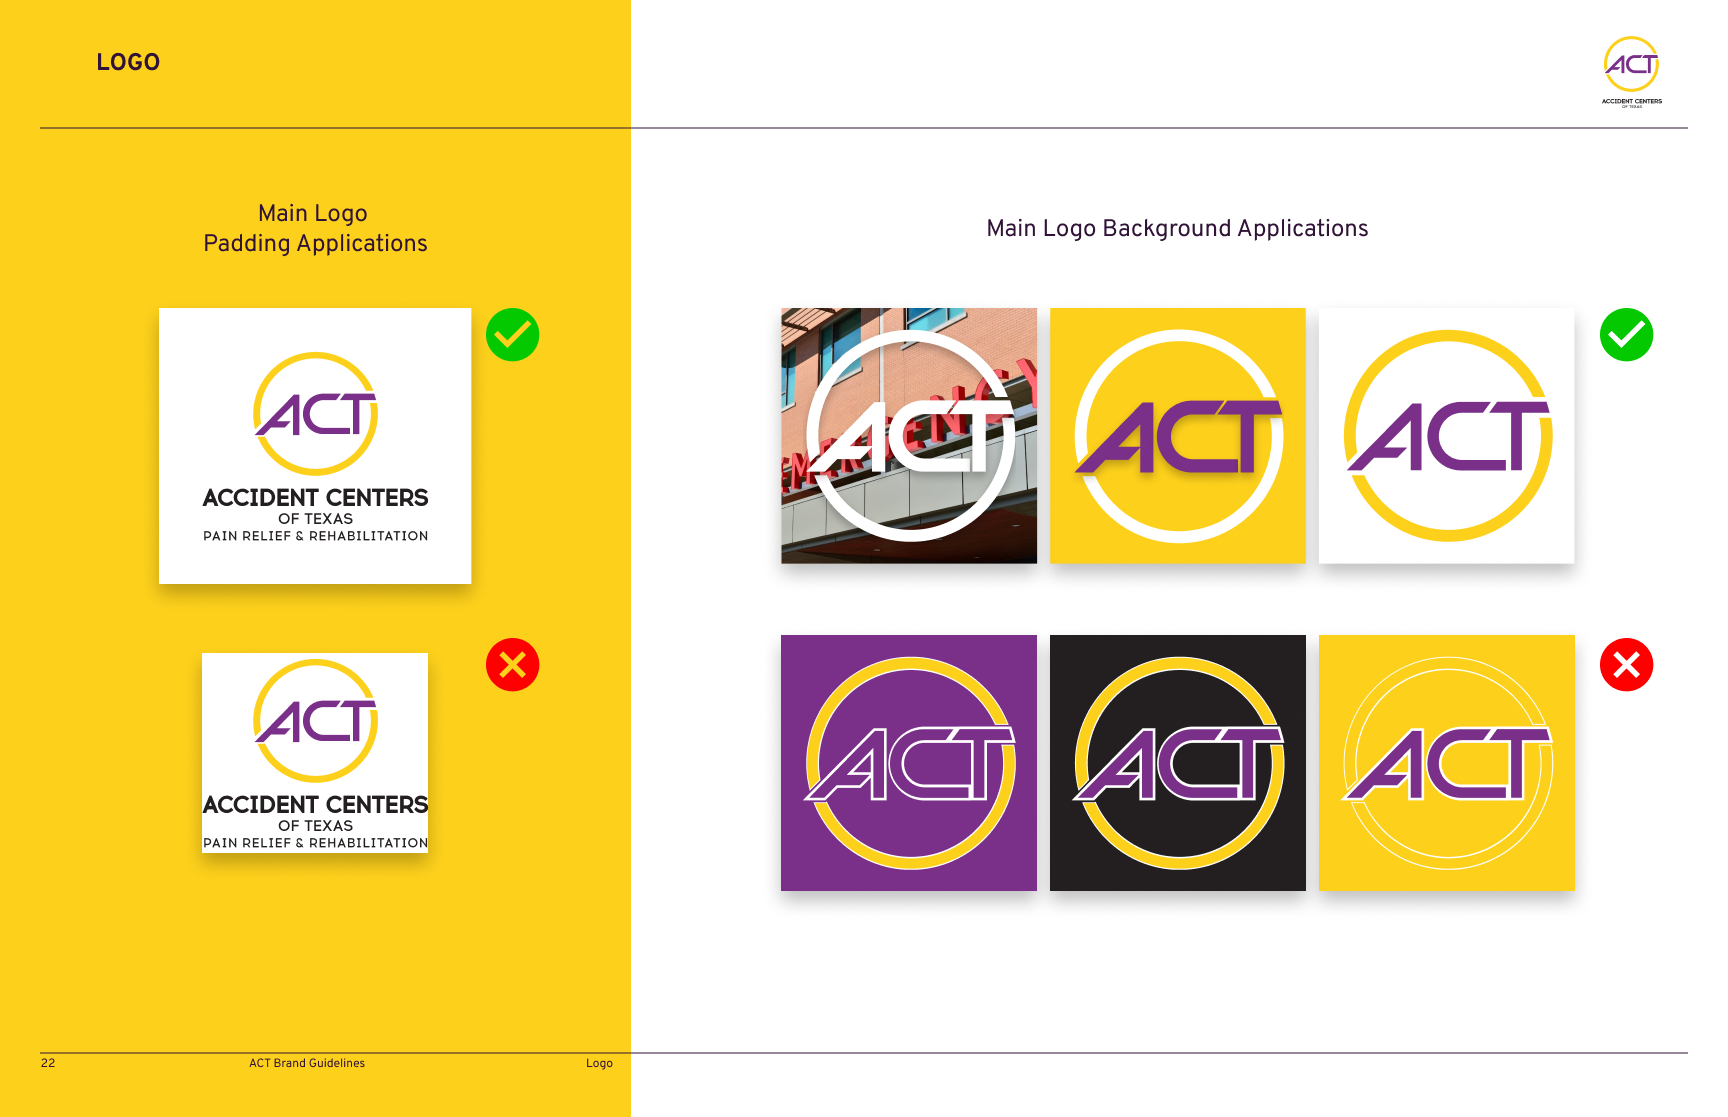 LOGO
ACT
ACCIDENT CENTERS
OF TEXAS
Main Logo
Padding Applications
Main Logo Background Applications
ACT
ACCIDENT CENTERS
OF TEXAS
PAIN RELIEF & REHABILITATION
EMERGENCY
ACT
ACT
ACT
ACT
ACCIDENT CENTERS
OF TEXAS
PAIN RELIEF & REHABILITATION
ACT
ACT
ACT
22
ACT Brand Guidelines
Logo